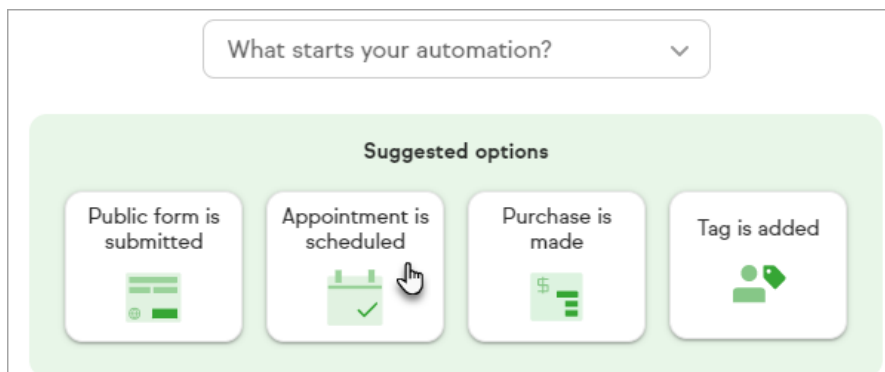 What starts your automation?
Suggested options
Public form is
submitted
Appointment is
scheduled
Purchase is
made
$
Tag is added